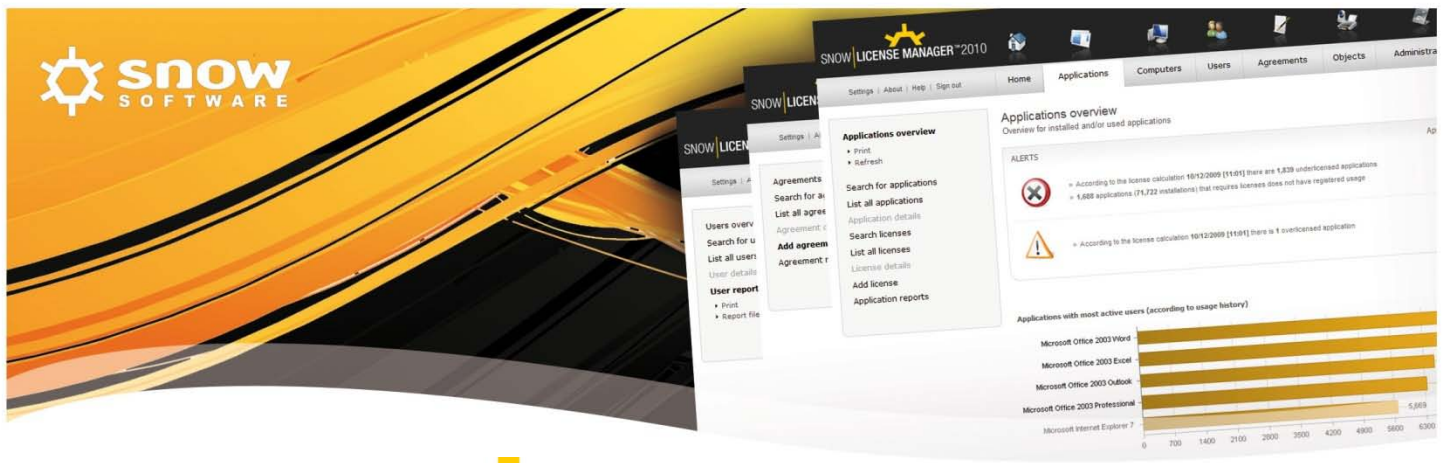 snow
SOFTWARE
SNOW LICENSE MANAGER™2010
Settings | About | Help | Sign out
Home
Applications
Computers
Users
Agreements
Objects
Applications overview
Print
Refresh
Search for applications
List all applications
Application details
Search licenses
List all licenses
License details
Add license
Application reports
Applications overview
Overview for installed and/or used applications
ALERTS
» According to the license calculation 10/12/2009 [11:01] there are 1,839 underlicensed applications
applications (71,722 installations) that requires licenses does not have registered usage
» According to the license calculation 10/12/2009 [11:01] there is 1 overlicensed application
Applications with most active users (according to usage history)
Microsoft Office 2003 Word
Microsoft Office 2003 Excel
Microsoft Office 2003 Outlook
Microsoft Office 2003 Professional
Microsoft Internet Explorer 7
5,669
0 700 1400 2100 2800 3500 4200 4900 5600 6300
SNOW
Settings
Agreements
Search for
List all
Add
SNOW
Settings
Users
Search for
List all users
User details
User report
Print
Report